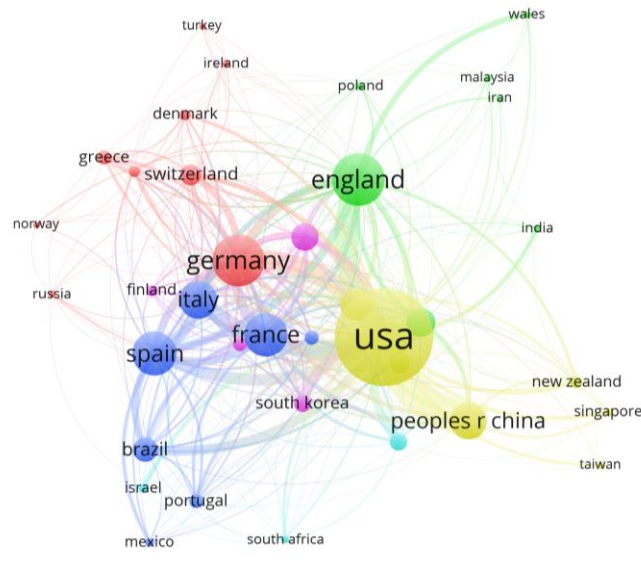 wales
turkey
ireland
malaysia
poland
iran
denmark
greece
switzerland
england
norway
india
germany
finland
russia
italy
france
usa
spain
new zealand
south korea
singapore
peoples r china
brazil
taiwan
israel
portugal
south africa
mexico